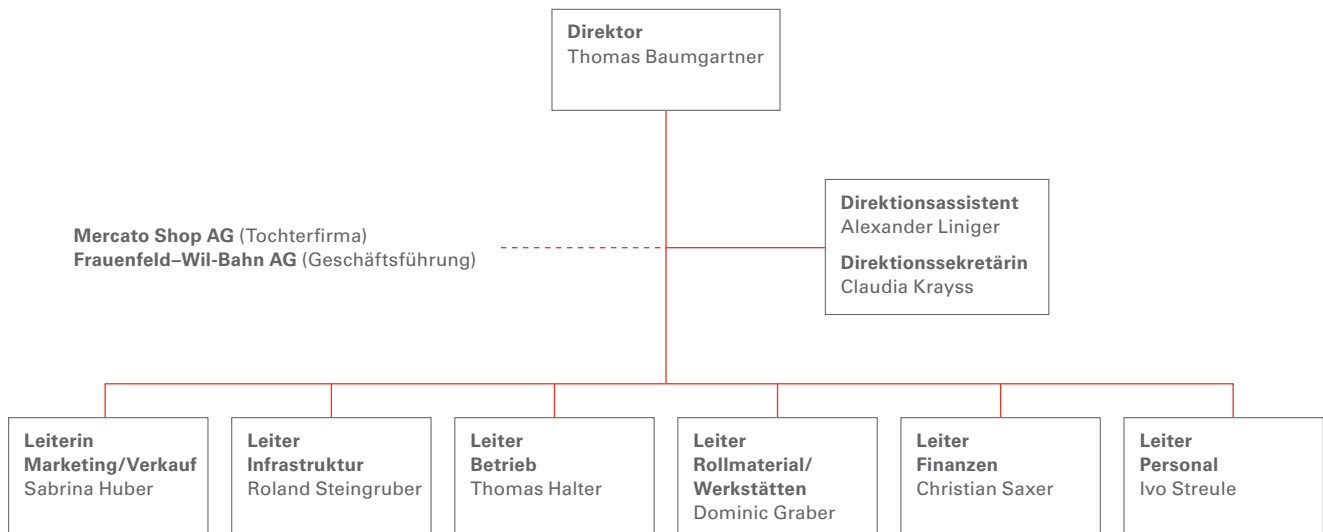 Direktor
Thomas Baumgartner
Direktionsassistent
Alexander Liniger
Direktionssekretärin
Claudia Krayss
Mercato Shop AG (Tochterfirma)
Frauenfeld–Wil-Bahn AG (Geschäftsführung)
Leiterin
Marketing/Verkauf
Sabrina Huber
Leiter
Infrastruktur
Roland Steingruber
Leiter
Betrieb
Thomas Halter
Leiter
Rollmaterial/
Werkstätten
Dominic Graber
Leiter
Finanzen
Christian Saxer
Leiter
Personal
Ivo Streule